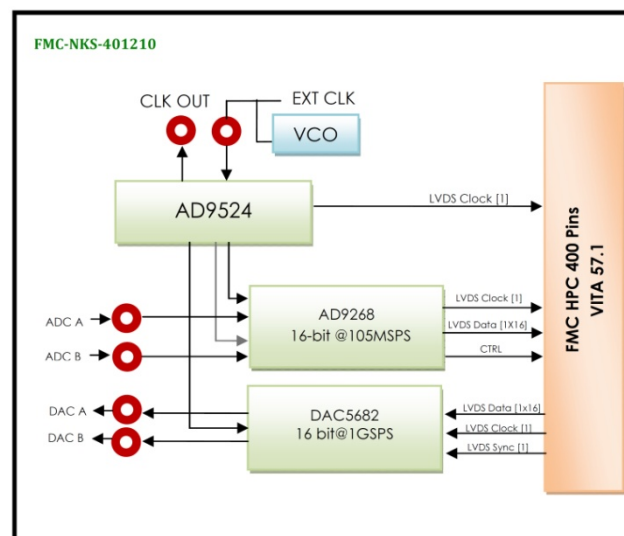 FMC-NKS-401210
CLK OUT
EXT CLK
VCO
AD9524
LVDS Clock [1]
FMC HPC 400 Pins
VITA 57.1
ADC A
ADC B
AD9268
16-bit @105MSPS
LVDS Clock [1]
LVDS Data [1X16]
CTRL
DAC A
DAC B
DAC5682
16 bit@1GSPS
LVDS Data [1x16]
LVDS Clock [1]
LVDS Sync [1]